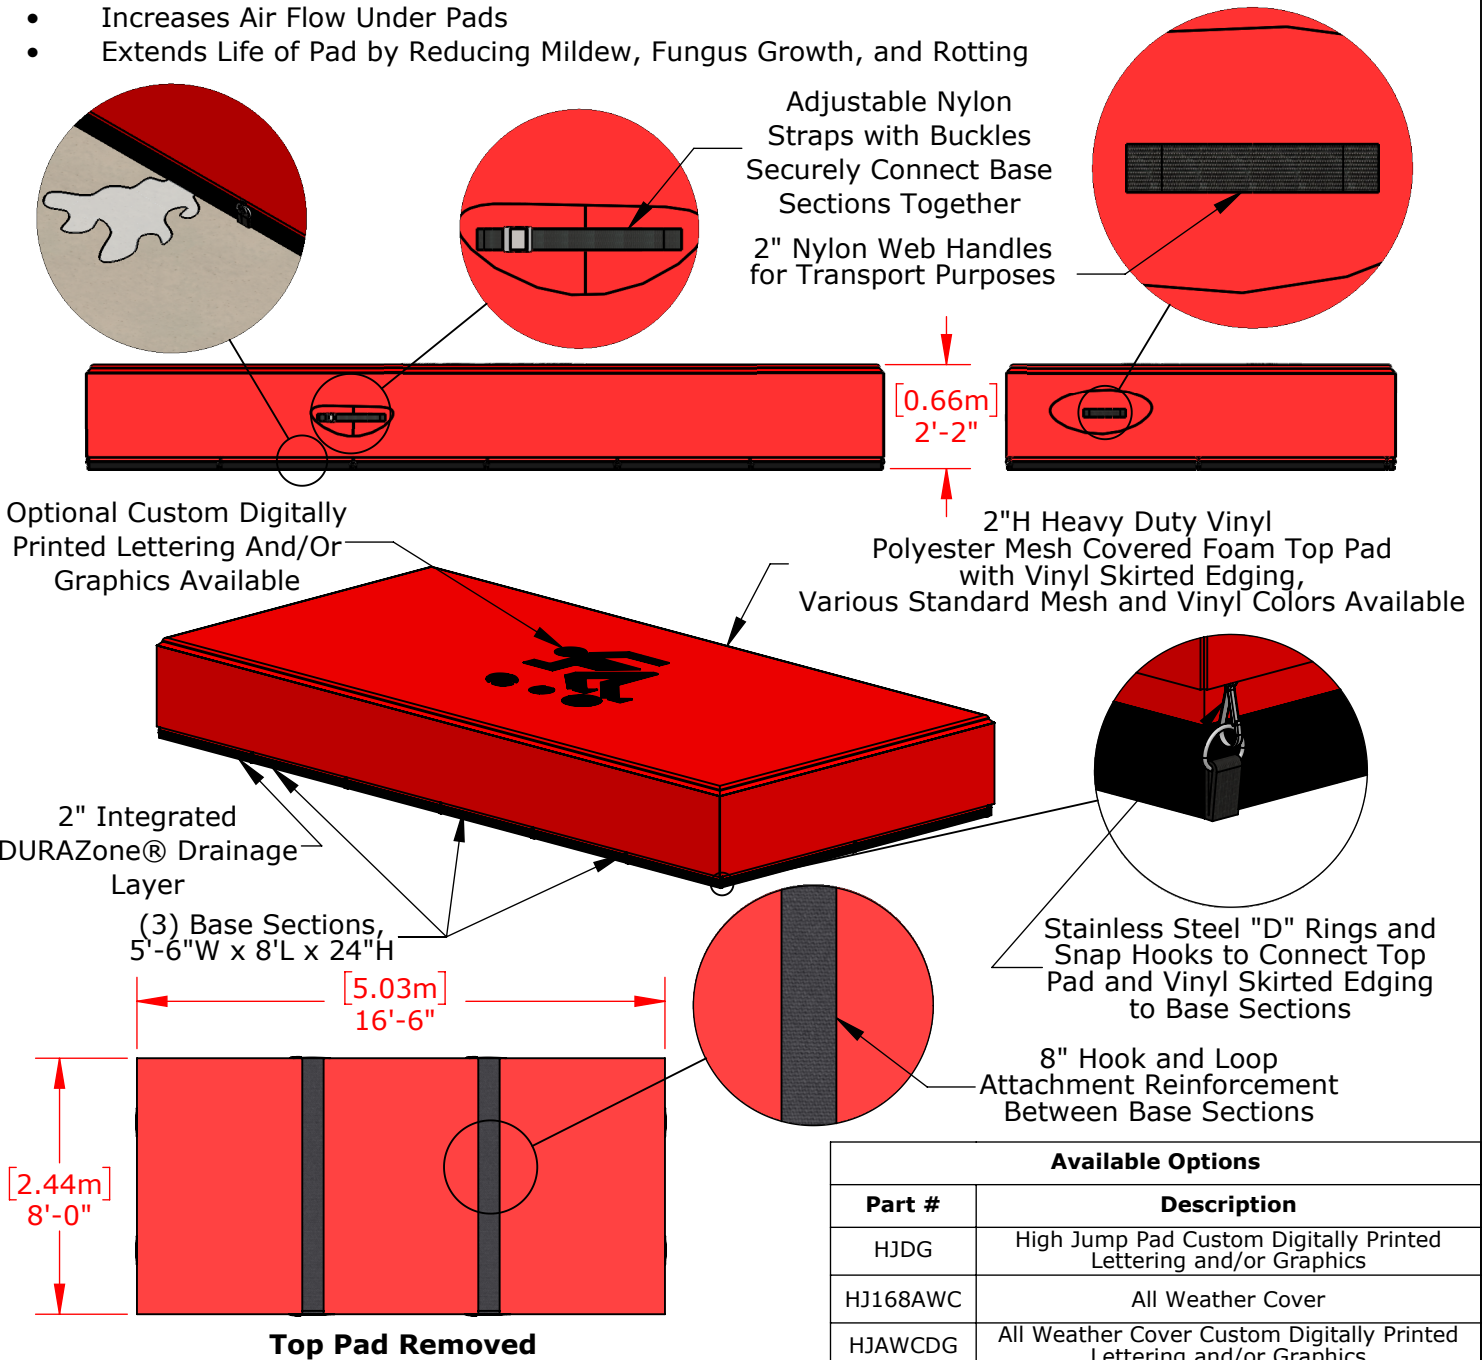 • Increases Air Flow Under Pads
• Extends Life of Pad by Reducing Mildew, Fungus Growth, and Rotting
Adjustable Nylon
Straps with Buckles
Securely Connect Base
Sections Together
2" Nylon Web Handles
for Transport Purposes
[0.66m]
2'-2"
Optional Custom Digitally
Printed Lettering And/Or
Graphics Available
2"H Heavy Duty Vinyl
Polyester Mesh Covered Foam Top Pad
with Vinyl Skirted Edging,
Various Standard Mesh and Vinyl Colors Available
2" Integrated
DURAZone® Drainage
Layer
(3) Base Sections,
5'-6"W x 8'L x 24"H
Stainless Steel "D" Rings and
Snap Hooks to Connect Top
Pad and Vinyl Skirted Edging
to Base Sections
[5.03m]
16'-6"
8" Hook and Loop
Attachment Reinforcement
Between Base Sections
[2.44m]
8'-0"
Top Pad Removed
Available Options
Part # Description
HJDG High Jump Pad Custom Digitally Printed
Lettering and/or Graphics
HJ168AWC All Weather Cover
HJAWCDG All Weather Cover Custom Digitally Printed
Lettering and/or Graphics